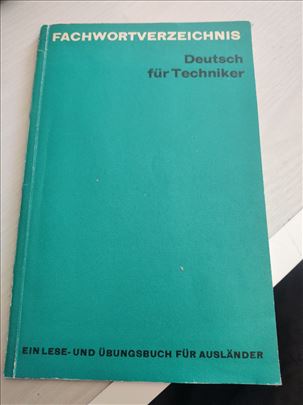 FACHWORTVERZEICHNIS
Deutsch
für Techniker
EIN LESE- UND ÜBUNGSBUCH FÜR AUSLÄNDER